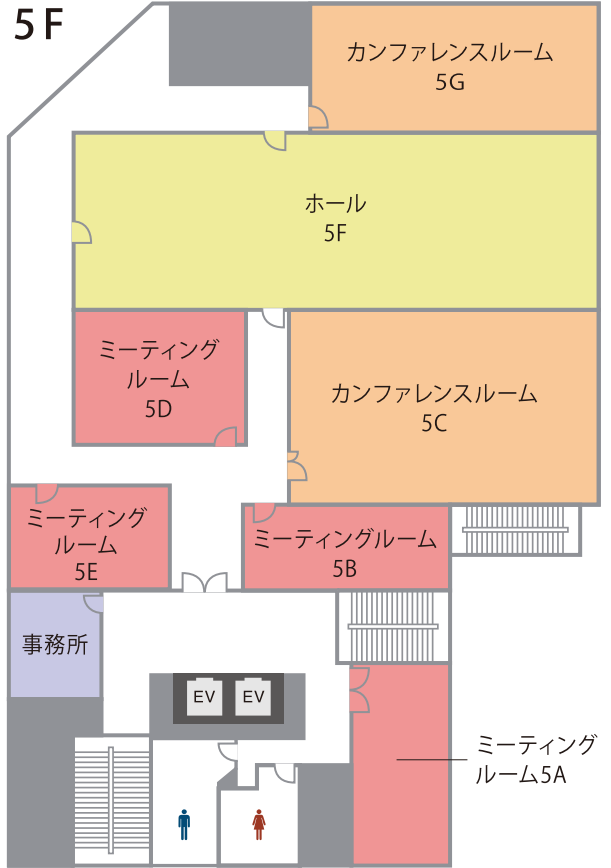 5F
カンファレンスルーム
5G
ホール
5F
ミーティング
ルーム
5D
カンファレンスルーム
5C
ミーティング
ルーム
5E
ミーティングルーム
5B
事務所
EV
EV
ミーティング
ルーム5A